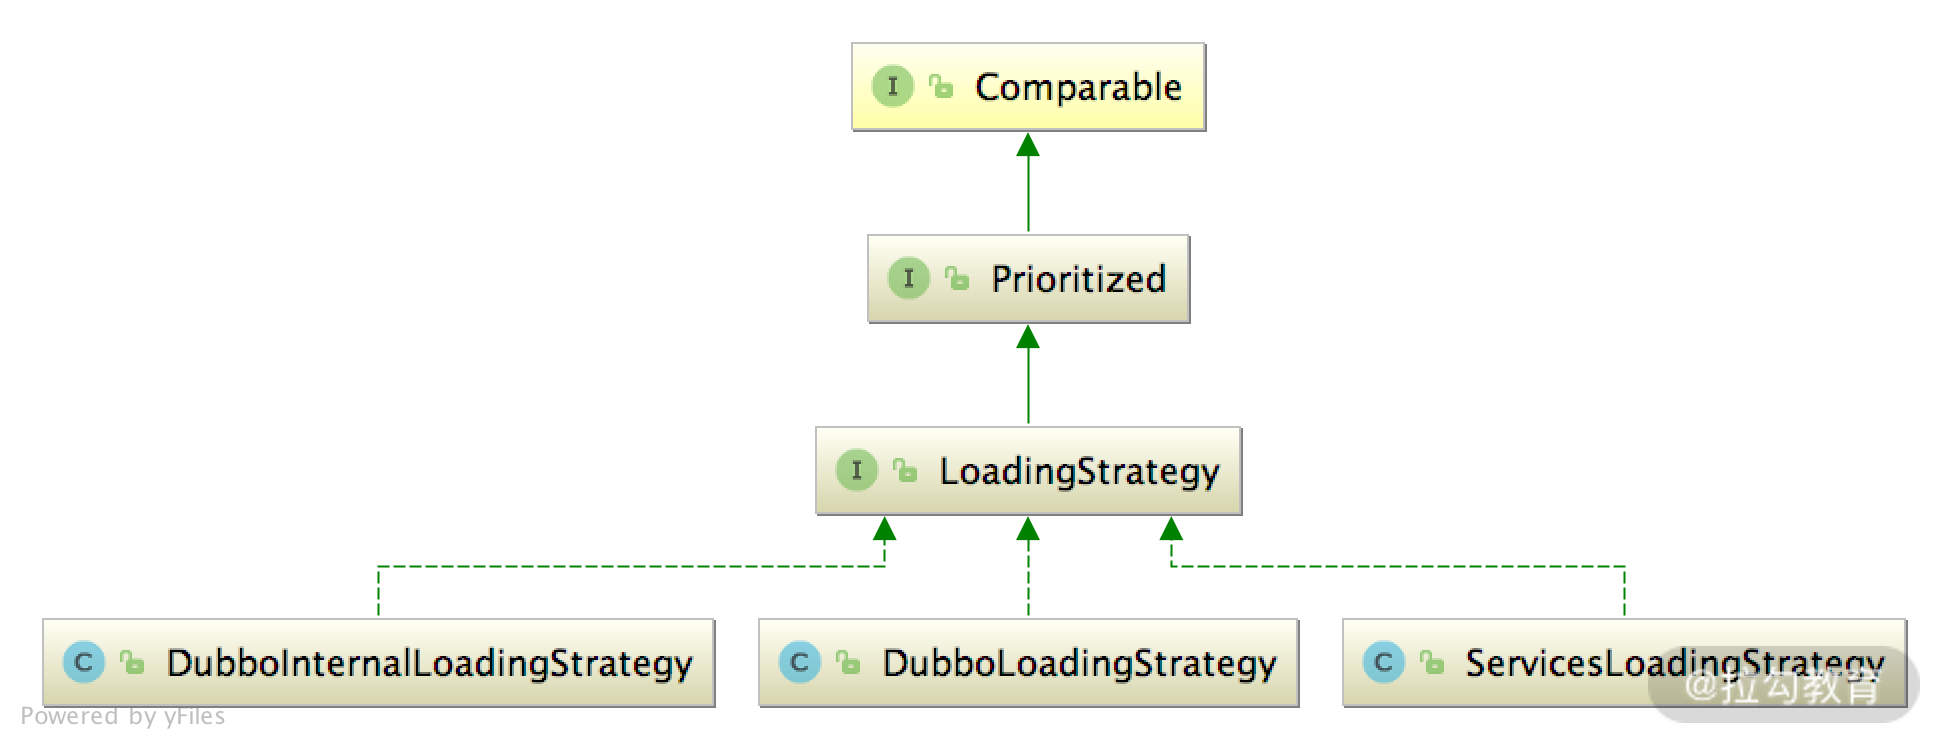 I Comparable
I Prioritized
I LoadingStrategy
C DubboInternalLoadingStrategy
C DubboLoadingStrategy
C ServicesLoadingStrategy
@拉勾教育
Powered by yFiles